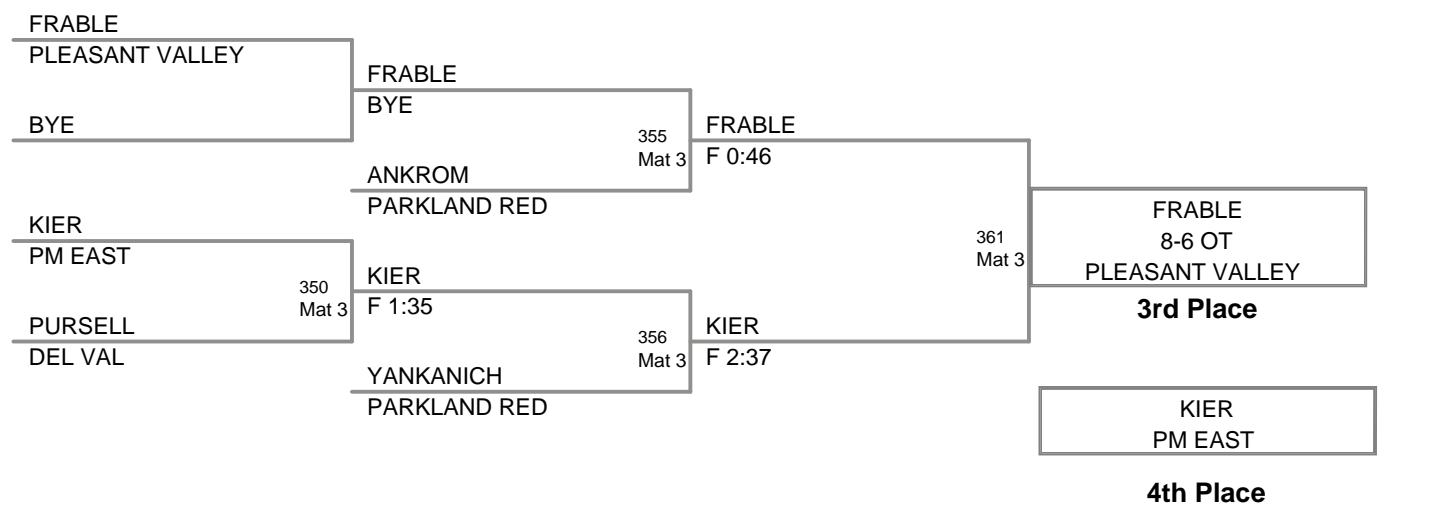 FRABLE
PLEASANT VALLEY
BYE
KIER
PM EAST
PURSELL
DEL VAL
350
Mat 3
FRABLE
BYE
ANKROM
PARKLAND RED
KIER
F 1:35
YANKANICH
PARKLAND RED
355
Mat 3
356
Mat 3
FRABLE
F 0:46
KIER
F 2:37
361
Mat 3
FRABLE
8-6 OT
PLEASANT VALLEY
3rd Place
KIER
PM EAST
4th Place